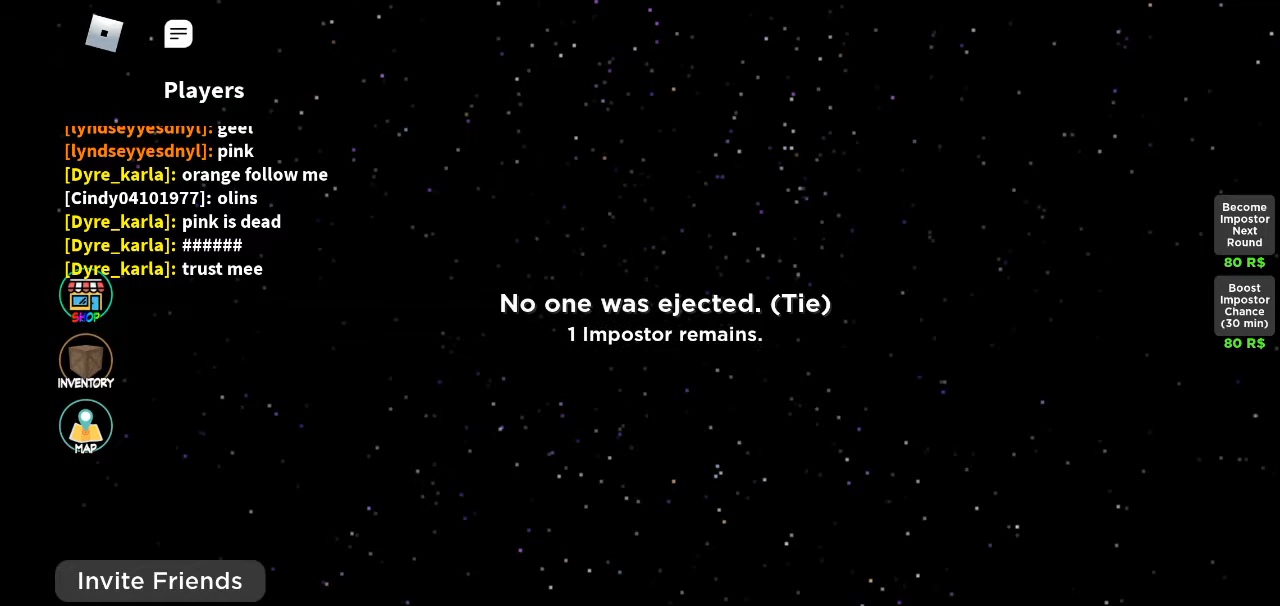 Players
[lyndseyyesdnyl]: geel
[lyndseyyesdnyl]: pink
[Dyre_karla]: orange follow me
[Cindy04101977]: olins
[Dyre_karla]: pink is dead
[Dyre_karla]: ######
[Dyre_karla]: trust mee
SHOP
INVENTORY
MAP
Invite Friends
No one was ejected. (Tie)
1 Impostor remains.
Become
Impostor
Next
Round
80 R$
Boost
Impostor
Chance
(30 min)
80 R$